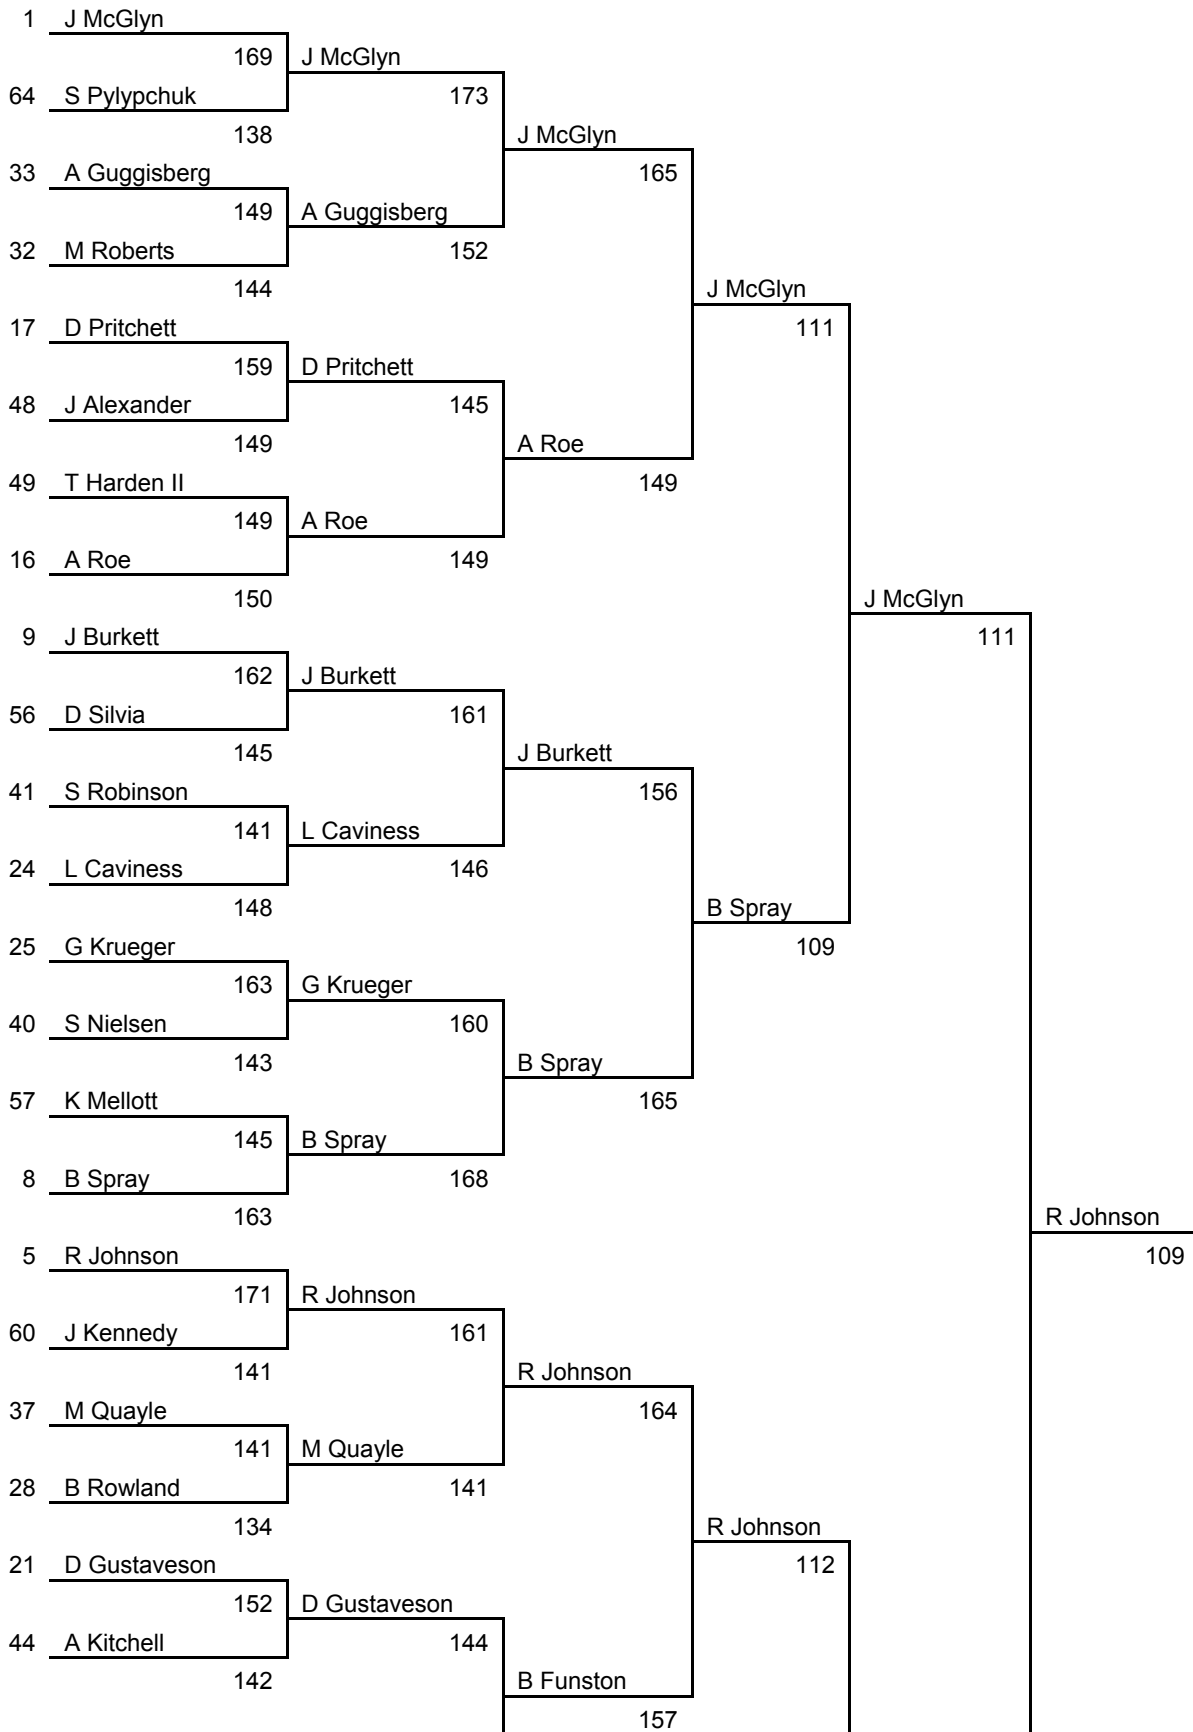 1 J McGlyn
169 J McGlyn
64 S Pylypchuk 173
138 J McGlyn
33 A Guggisberg 165
149 A Guggisberg
32 M Roberts 152
144 J McGlyn
17 D Pritchett 111
159 D Pritchett
48 J Alexander 145
149 A Roe
49 T Harden II 149
149 A Roe
16 A Roe 149
150 J McGlyn
9 J Burkett 111
162 J Burkett
56 D Silvia 161
145 J Burkett
41 S Robinson 156
141 L Caviness
24 L Caviness 146
148 B Spray
25 G Krueger 109
163 G Krueger
40 S Nielsen 160
143 B Spray
57 K Mellott 165
145 B Spray
8 B Spray 168
163 R Johnson
5 R Johnson 109
171 R Johnson
60 J Kennedy 161
141 R Johnson
37 M Quayle 164
141 M Quayle
28 B Rowland 141
134 R Johnson
21 D Gustaveson 112
152 D Gustaveson
44 A Kitchell 144
142 B Funston
157